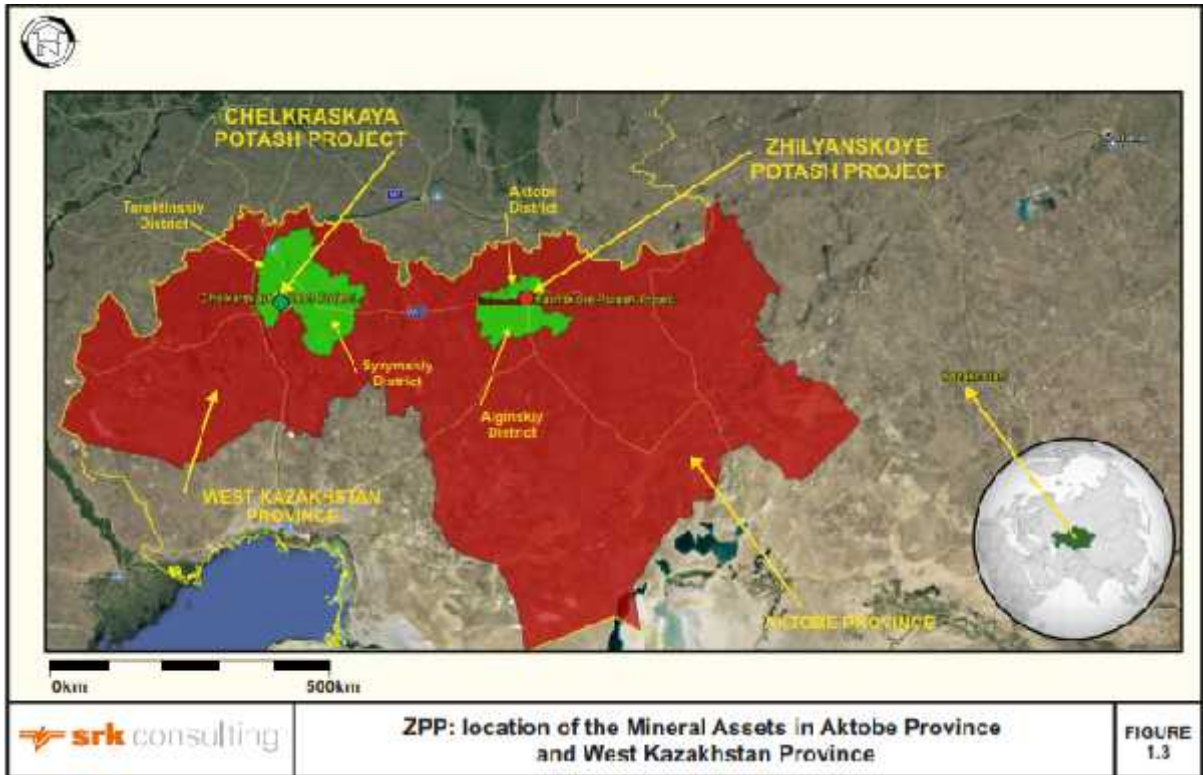 CHELKRASKAYA
POTASH PROJECT
ZHILYANSKOYE
POTASH PROJECT
Aktobe
District
Terektinskiy
District
Syrymskiy
District
Alginskiy
District
Kazakhstan
WEST KAZAKHSTAN
PROVINCE
AKTOBE PROVINCE
0km
500km
srk consulting
ZPP: location of the Mineral Assets in Aktobe Province
and West Kazakhstan Province
FIGURE
1.3